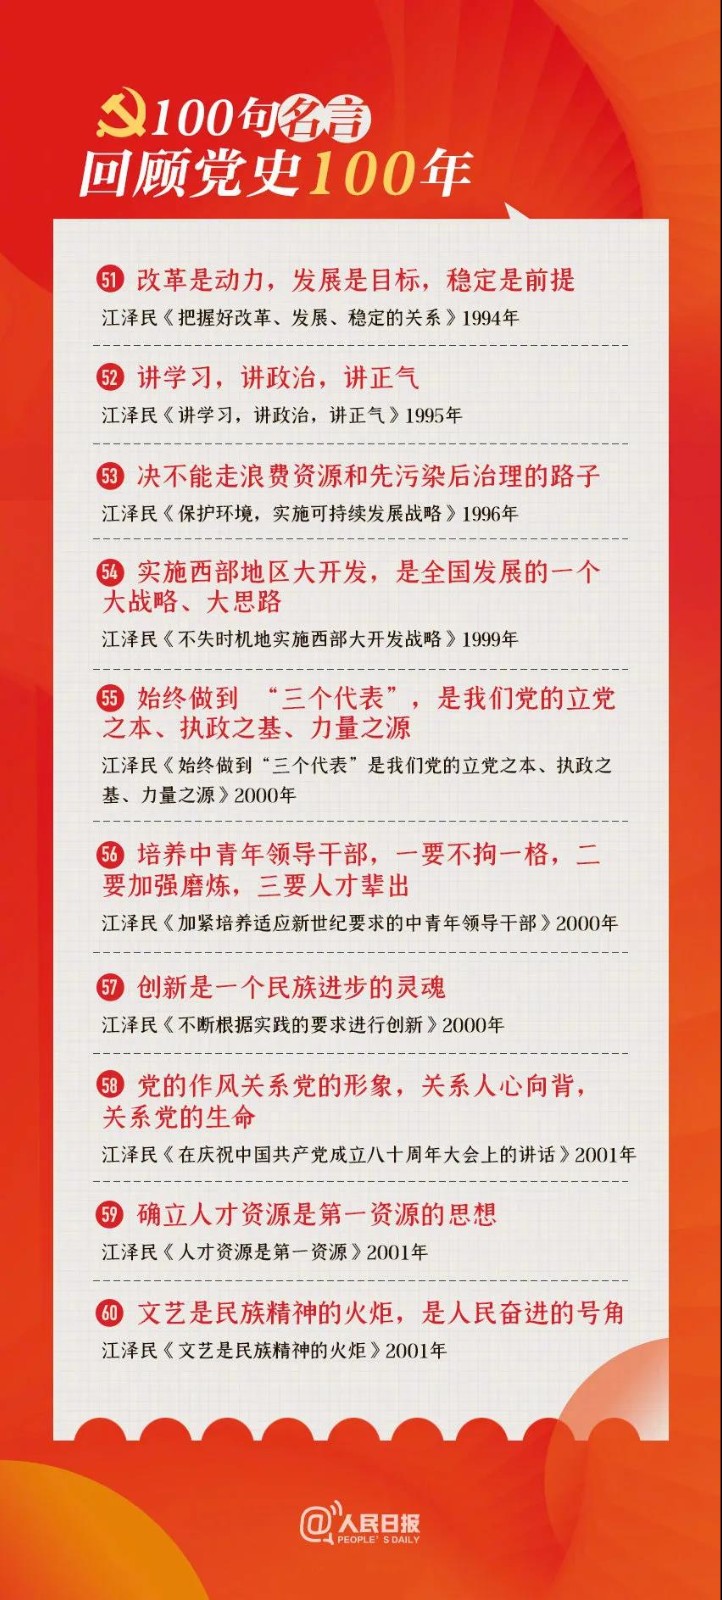 100句名言
回顾党史100年
51 改革是动力，发展是目标，稳定是前提
江泽民《把握好改革、发展、稳定的关系》1994年
52 讲学习，讲政治，讲正气
江泽民《讲学习，讲政治，讲正气》1995年
53 决不能走浪费资源和先污染后治理的路子
江泽民《保护环境，实施可持续发展战略》1996年
54 实施西部地区大开发，是全国发展的一个
大战略、大思路
江泽民《不失时机地实施西部大开发战略》1999年
55 始终做到 “三个代表”，是我们党的立党
之本、执政之基、力量之源
江泽民《始终做到“三个代表”是我们党的立党之本、执政之
基、力量之源》2000年
56 培养中青年领导干部，一要不拘一格，二
要加强磨炼，三要人才辈出
江泽民《加紧培养适应新世纪要求的中青年领导干部》2000年
57 创新是一个民族进步的灵魂
江泽民《不断根据实践的要求进行创新》2000年
58 党的作风关系党的形象，关系人心向背，
关系党的生命
江泽民《在庆祝中国共产党成立八十周年大会上的讲话》2001年
59 确立人才资源是第一资源的思想
江泽民《人才资源是第一资源》2001年
60 文艺是民族精神的火炬，是人民奋进的号角
江泽民《文艺是民族精神的火炬》2001年
@人民日报
PEOPLE'S DAILY